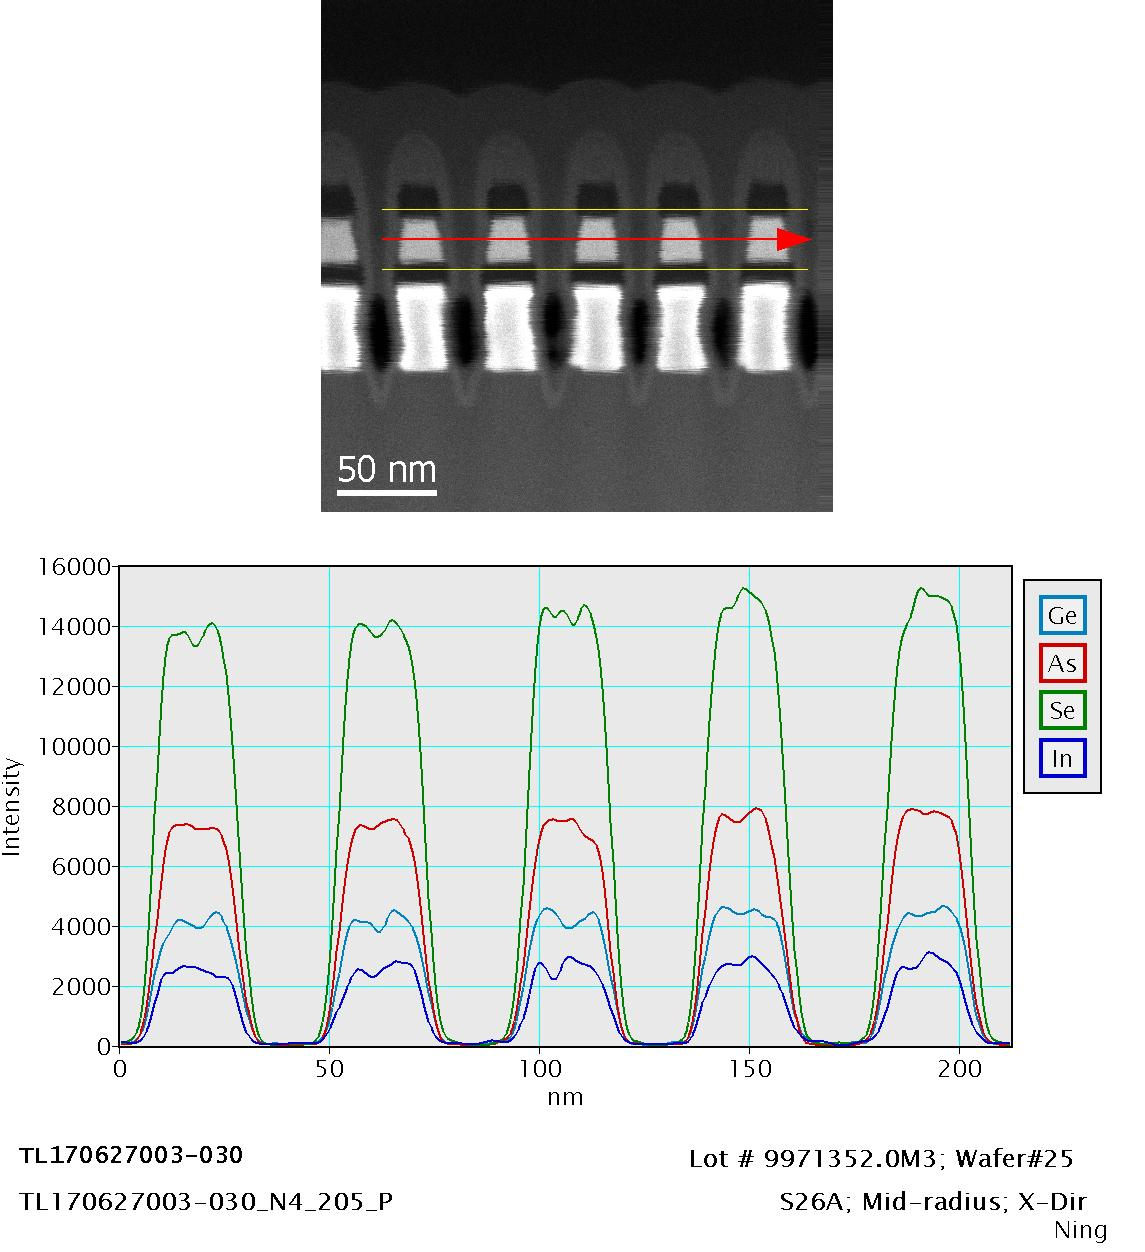 50 nm
16000
14000
12000
10000
8000
6000
4000
2000
0
Intensity
0 50 100 150 200
nm
Ge
As
Se
In
TL170627003-030
Lot # 9971352.0M3; Wafer#25
TL170627003-030_N4_205_P
S26A; Mid-radius; X-Dir
Ning